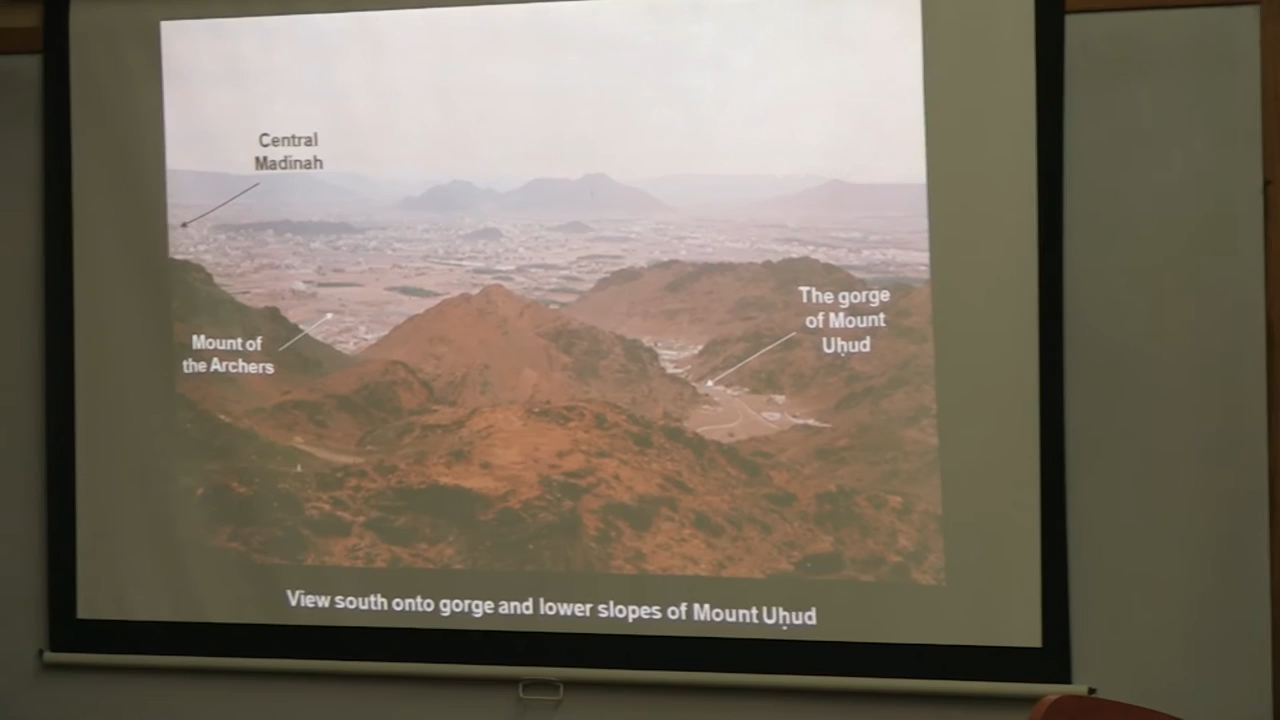 Central
Madinah
Mount of
the Archers
The gorge
of Mount
Uḥud
View south onto gorge and lower slopes of Mount Uḥud